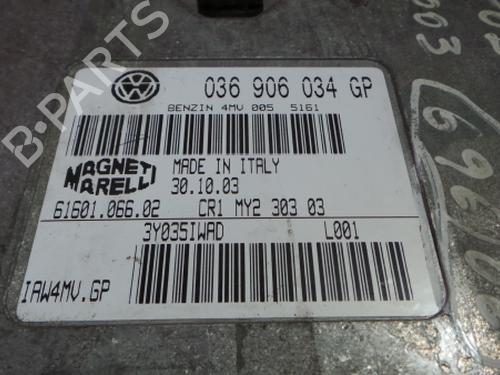 036 906 034 GP
BENZIN 4MV 005 5161
MAGNETI MARELLI
MADE IN ITALY
30.10.03
61601.066.02 CR1 MY2 303 03
3Y035IWAD L001
IAW4MV.GP
B-PARTS
003